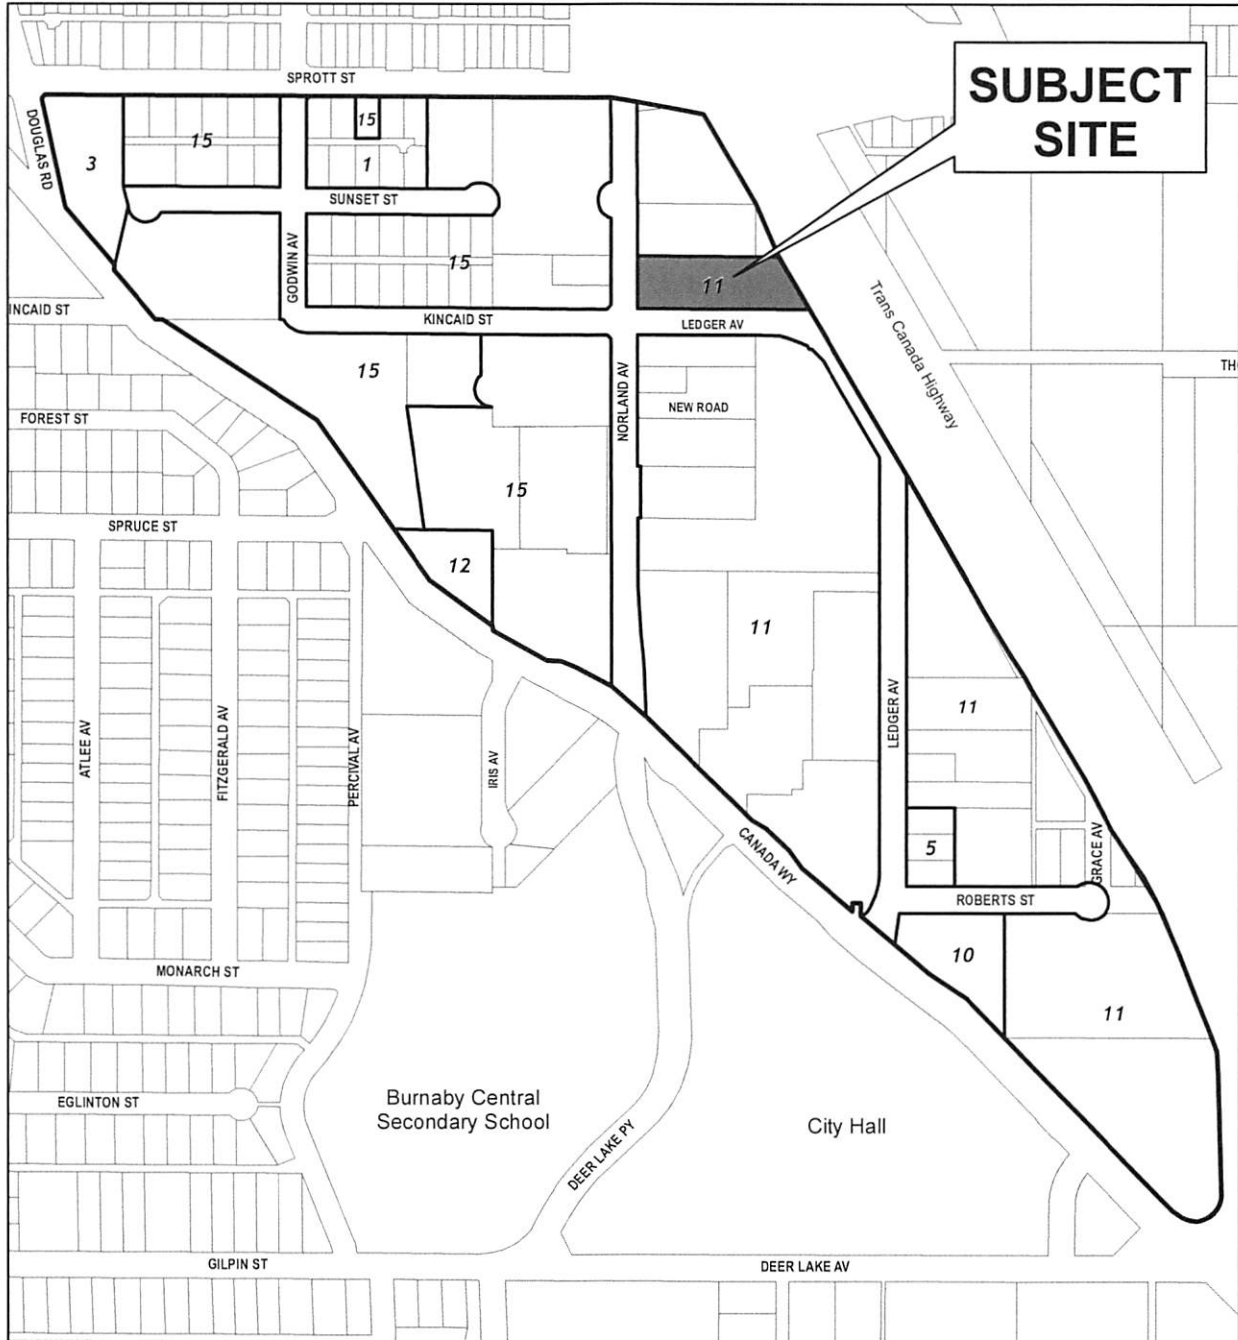 SPROTT ST
SUBJECT
SITE
DOUGLAS RD
3
15
15
1
SUNSET ST
GODWIN AV
15
11
Trans Canada Highway
INCAID ST
KINCAID ST
LEDGER AV
NORLAND AV
15
NEW ROAD
TH
FOREST ST
15
SPRUCE ST
12
11
ATLEE AV
FITZGERALD AV
PERCIVAL AV
IRIS AV
LEDGER AV
11
CANADA WY
5
GRACE AV
ROBERTS ST
10
MONARCH ST
11
EGLINTON ST
Burnaby Central
Secondary School
City Hall
DEER LAKE PY
GILPIN ST
DEER LAKE AV